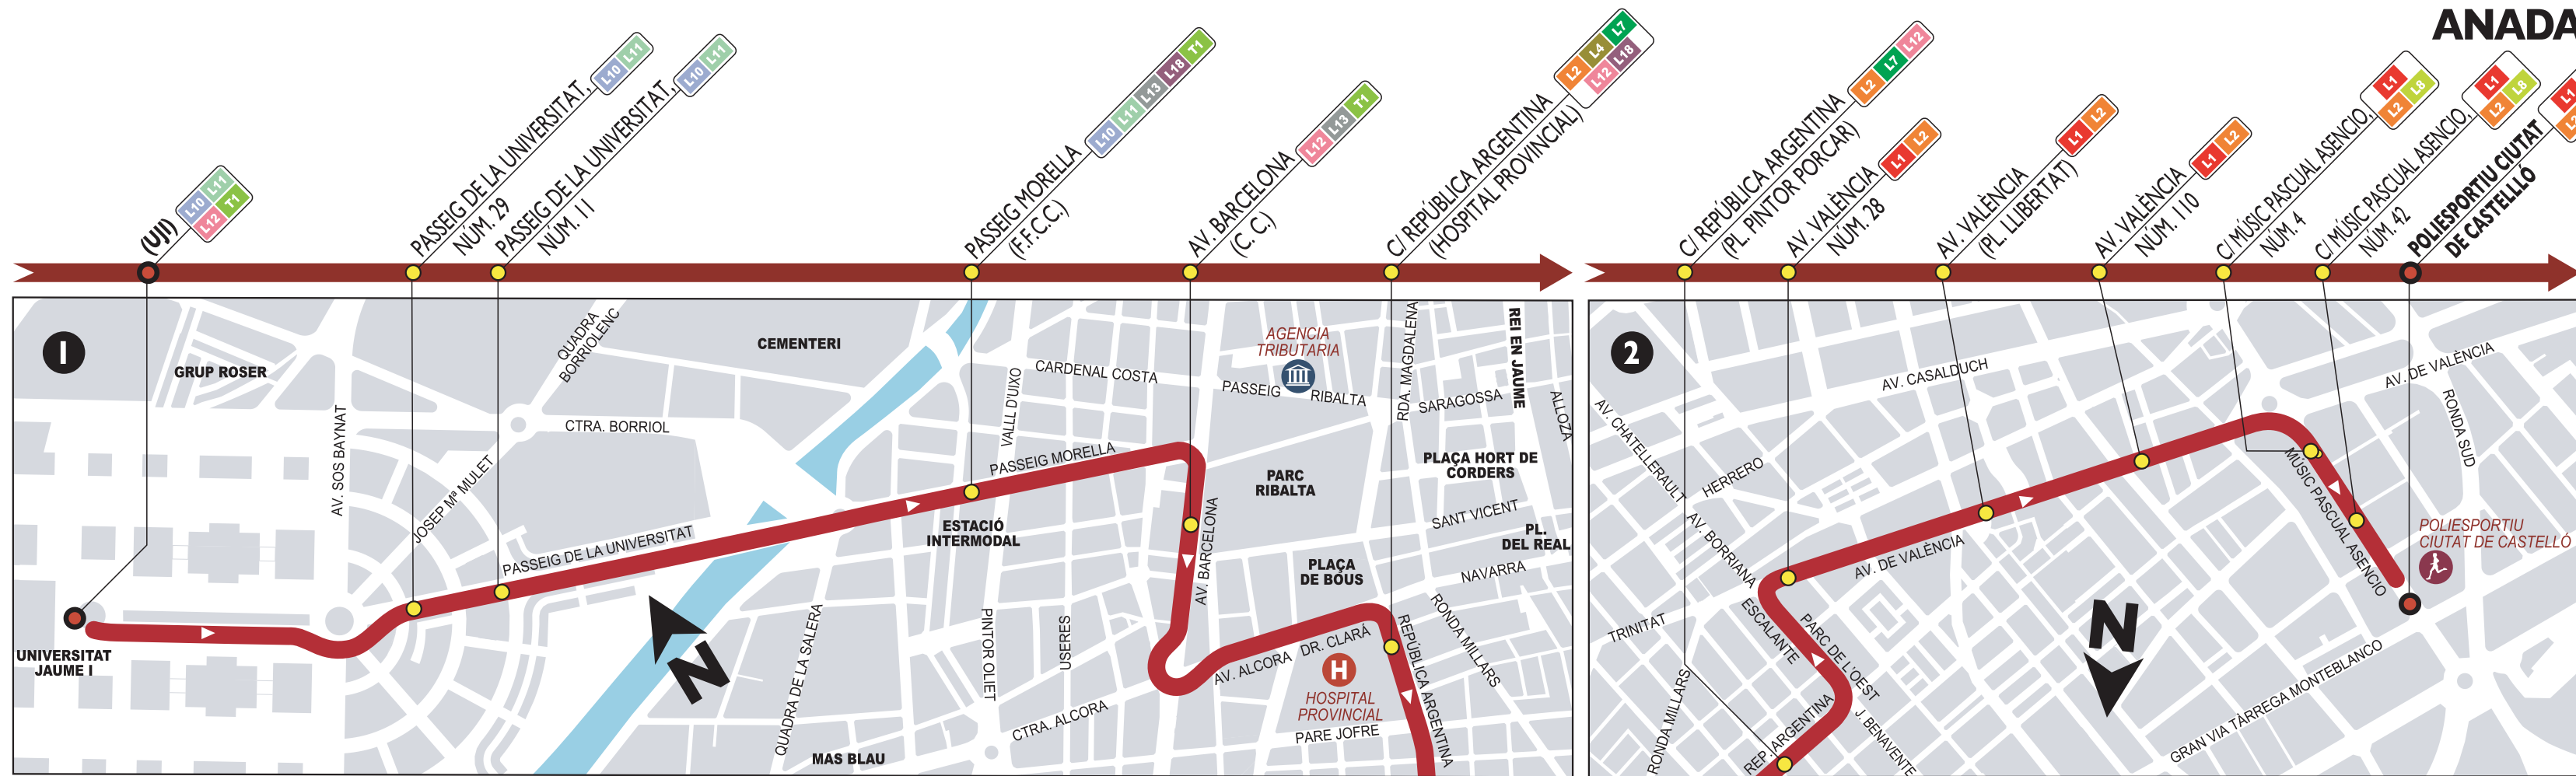 ANADA
(UJI)
L10 L11
L12 T1
PASSEIG DE LA UNIVERSITAT,
NÚM. 29
L10 L11
PASSEIG DE LA UNIVERSITAT,
NÚM. 11
L10 L11
PASSEIG MORELLA
(F.F.C.C.)
L10 L11 L13 L18 T1
AV. BARCELONA
(C. C.)
L12 L13 T1
C/ REPÚBLICA ARGENTINA
(HOSPITAL PROVINCIAL)
L2 L4 L7
L12 L18
C/ REPÚBLICA ARGENTINA
(PL. PINTOR PORCAR)
L2 L7 L12
AV. VALÈNCIA
NÚM. 28
L1 L2
AV. VALÈNCIA
(PL. LLIBERTAT)
L1 L2
AV. VALÈNCIA
NÚM. 110
L1 L2
C/ MÚSIC PASCUAL ASENCIO,
NÚM. 4
L1
L2 L8
C/ MÚSIC PASCUAL ASENCIO,
NÚM. 42
L1
L2 L8
POLIESPORTIU CIUTAT
DE CASTELLLÓ
L1
L2
1
GRUP ROSER
AV. SOS BAYNAT
QUADRA
BORRIOLENC
CEMENTERI
CTRA. BORRIOL
JOSEP Mª MULET
PASSEIG DE LA UNIVERSITAT
UNIVERSITAT
JAUME I
N
QUADRA DE LA SALERA
MAS BLAU
VALLL D'UIXO
CARDENAL COSTA
PASSEIG MORELLA
ESTACIÓ
INTERMODAL
PINTOR OLIET
USERES
CTRA. ALCORA
AGENCIA
TRIBUTARIA
PASSEIG RIBALTA
PARC
RIBALTA
AV. BARCELONA
PLAÇA
DE BOUS
AV. ALCORA
DR. CLARÁ
H
HOSPITAL
PROVINCIAL
PARE JOFRE
RDA. MAGDALENA
SARAGOSSA
REI EN JAUME
ALLOZA
PLAÇA HORT DE
CORDERS
SANT VICENT
PL.
DEL REAL
NAVARRA
RONDA MILLARS
REPÚBLICA ARGENTINA
2
AV. CASALDUCH
AV. DE VALÈNCIA
RONDA SUD
AV. CHATELLERAULT
HERRERO
AV. BORRIANA
MÚSIC PASCUAL ASENCIO
POLIESPORTIU
CIUTAT DE CASTELLÓ
AV. DE VALÈNCIA
ESCALANTE
PARC DE L'OEST
TRINITAT
N
RONDA MILLARS
REP. ARGENTINA
J. BENAVENTE
GRAN VIA TÀRREGA MONTEBLANCO